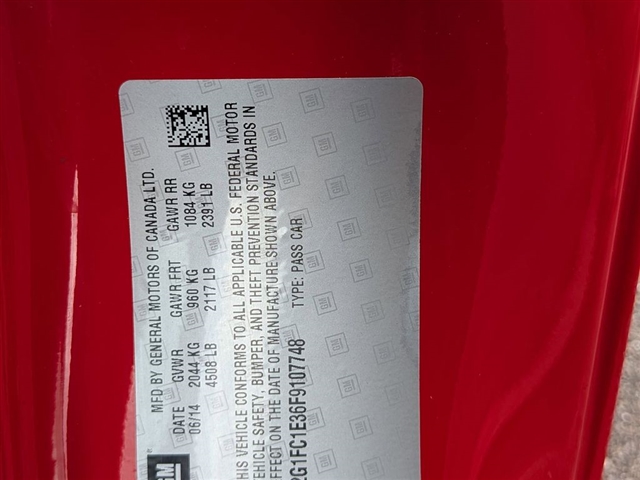 GM
MFD BY GENERAL MOTORS OF CANADA LTD.
DATE GVWR GAWR FRT GAWR RR
06/14 2044 KG 960 KG 1084 KG
4508 LB 2117 LB 2391 LB
THIS VEHICLE CONFORMS TO ALL APPLICABLE U.S. FEDERAL MOTOR
VEHICLE SAFETY, BUMPER, AND THEFT PREVENTION STANDARDS IN
EFFECT ON THE DATE OF MANUFACTURE SHOWN ABOVE.
2G1FC1E36F9107748 TYPE: PASS CAR